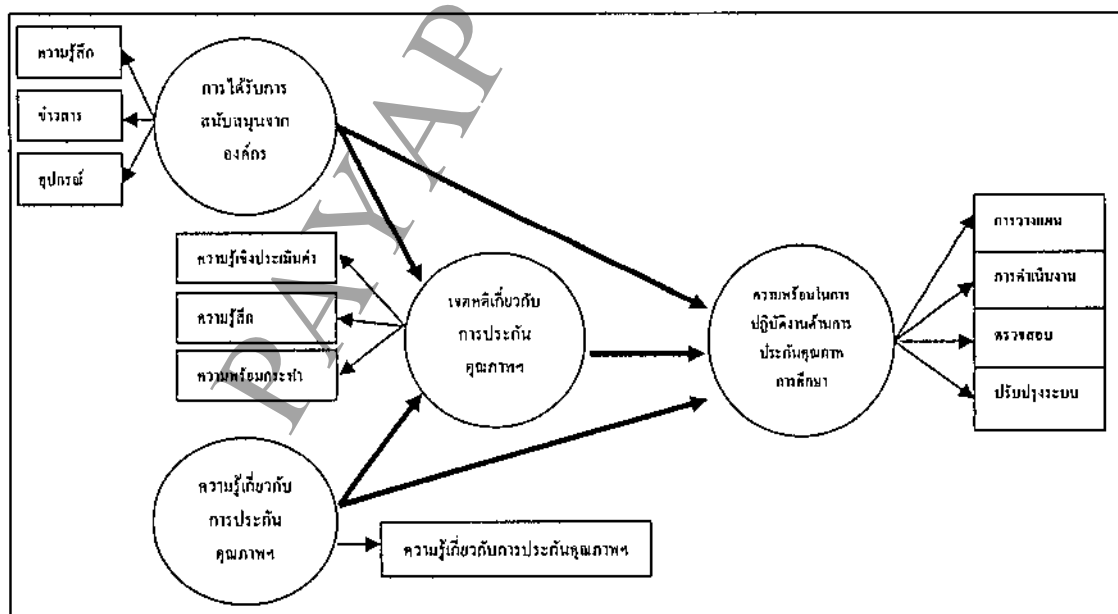 ความรู้สึก
ข่าวสาร
อุปกรณ์
การได้รับการ
สนับสนุนจาก
องค์กร
PAYAP
ความรู้เชิงประเมินค่า
ความรู้สึก
ความพร้อมกระทำ
เจตคติเกี่ยวกับ
การประกัน
คุณภาพฯ
ความพร้อมในการ
ปฏิบัติงานด้านการ
ประกันคุณภาพ
การศึกษา
การวางแผน
การดำเนินงาน
ตรวจสอบ
ปรับปรุงระบบ
ความรู้เกี่ยวกับ
การประกัน
คุณภาพฯ
ความรู้เกี่ยวกับการประกันคุณภาพฯ